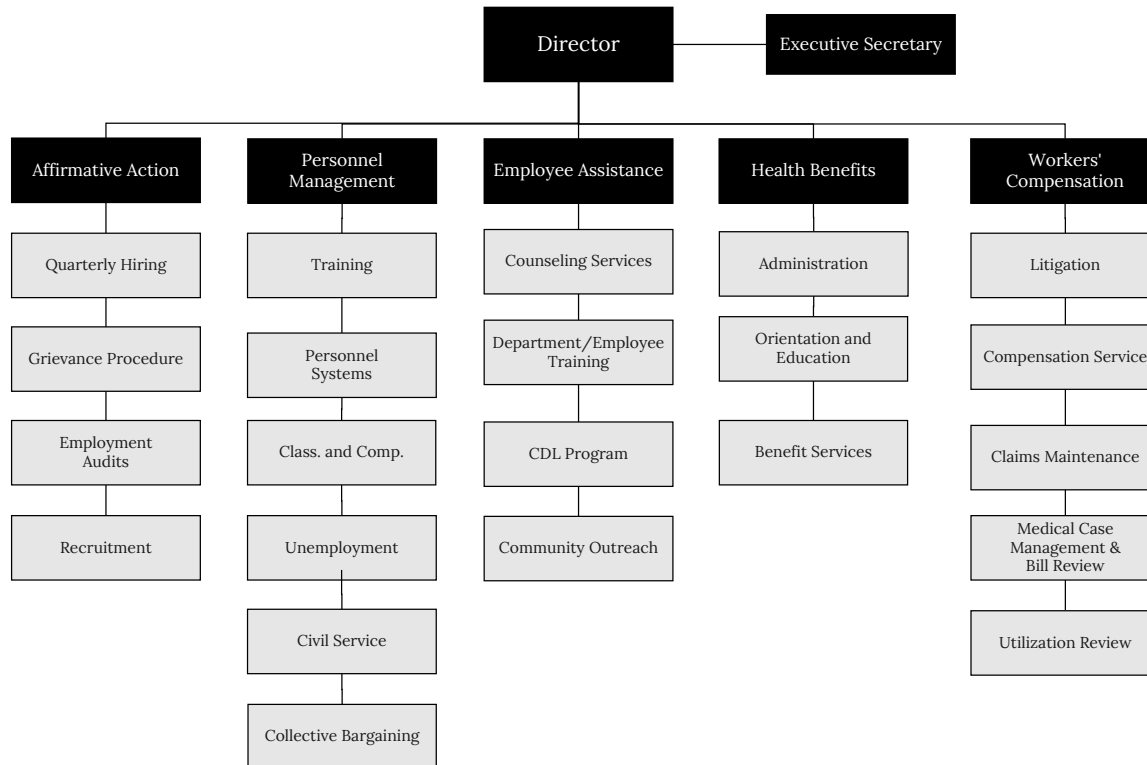 Director
Executive Secretary
Affirmative Action
Personnel
Management
Employee Assistance
Health Benefits
Workers'
Compensation
Quarterly Hiring
Grievance Procedure
Employment
Audits
Recruitment
Training
Personnel
Systems
Class. and Comp.
Unemployment
Civil Service
Collective Bargaining
Counseling Services
Department/Employee
Training
CDL Program
Community Outreach
Administration
Orientation and
Education
Benefit Services
Litigation
Compensation Service
Claims Maintenance
Medical Case
Management &
Bill Review
Utilization Review